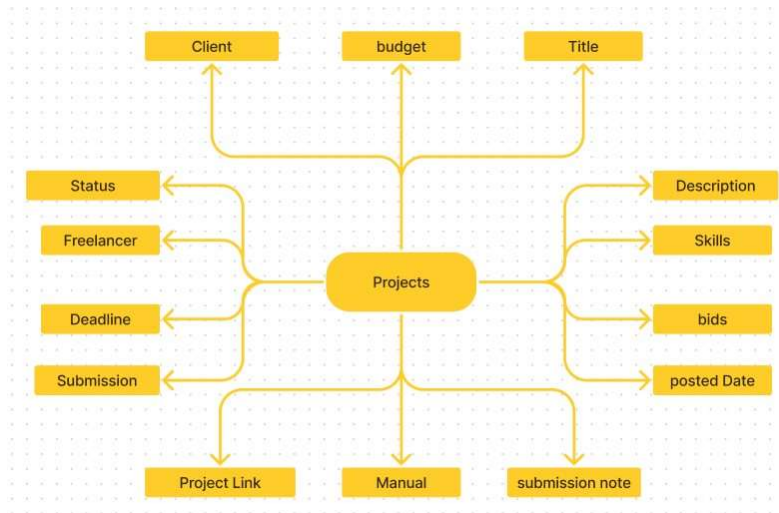 Client
budget
Title
Status
Description
Freelancer
Skills
Projects
Deadline
bids
Submission
posted Date
Project Link
Manual
submission note